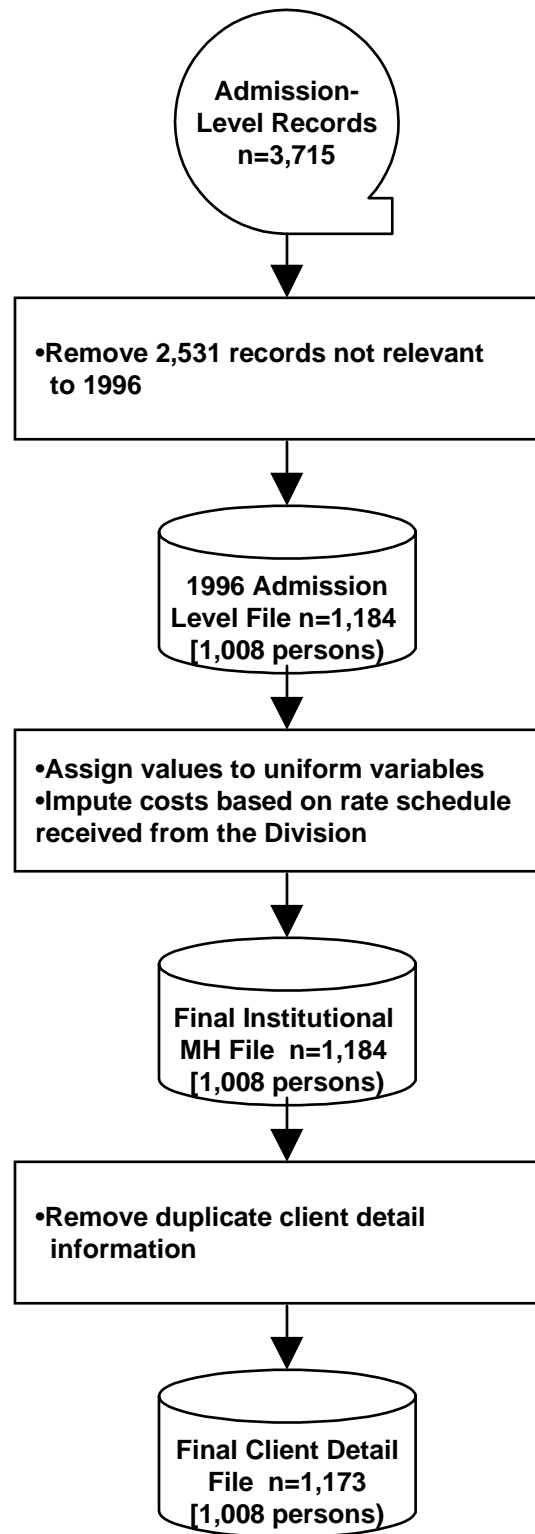 Admission-
Level Records
n=3,715
•Remove 2,531 records not relevant
to 1996
1996 Admission
Level File n=1,184
[1,008 persons)
•Assign values to uniform variables
•Impute costs based on rate schedule
received from the Division
Final Institutional
MH File n=1,184
[1,008 persons)
•Remove duplicate client detail
information
Final Client Detail
File n=1,173
[1,008 persons)